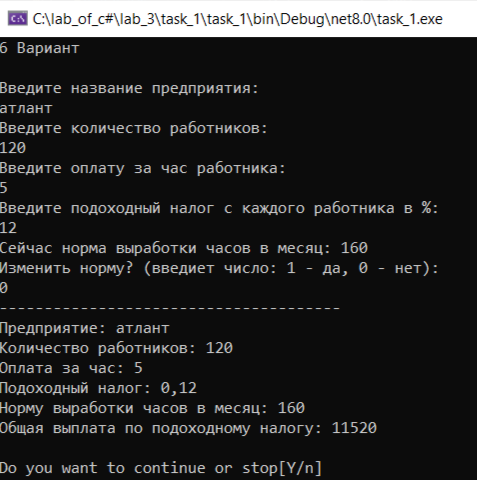 C:\lab_of_c#\lab_3\task_1\task_1\bin\Debug\net8.0\task_1.exe
6 Вариант
Введите название предприятия:
атлант
Введите количество работников:
120
Введите оплату за час работника:
5
Введите подоходный налог с каждого работника в %:
12
Сейчас норма выработки часов в месяц: 160
Изменить норму? (введиет число: 1 - да, 0 - нет):
0
--------------------------------------
Предприятие: атлант
Количество работников: 120
Оплата за час: 5
Подоходный налог: 0,12
Норму выработки часов в месяц: 160
Общая выплата по подоходному налогу: 11520
Do you want to continue or stop[Y/n]